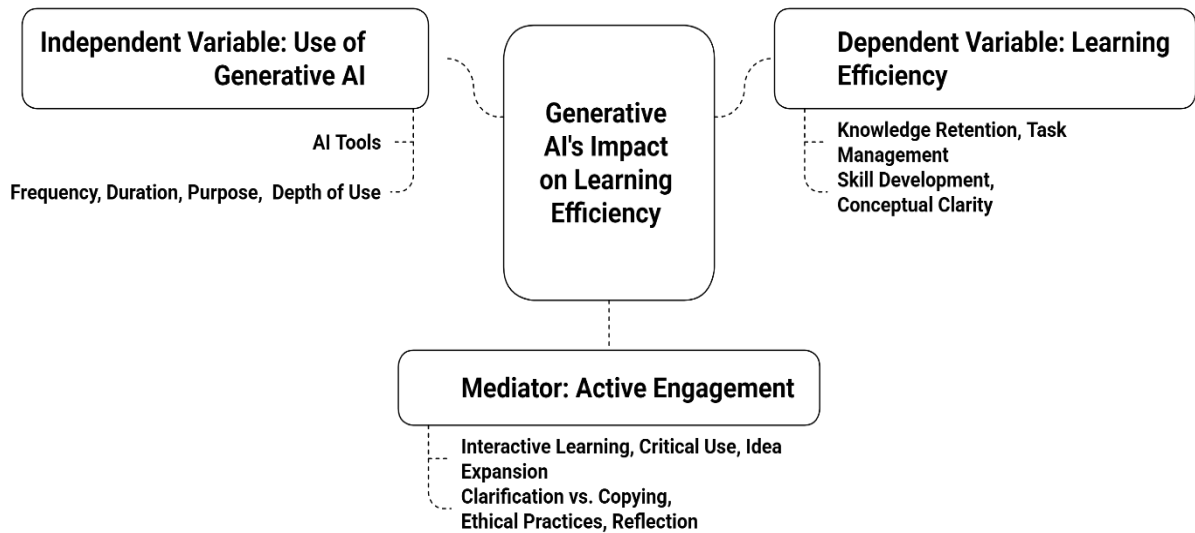 Independent Variable: Use of
Generative AI
AI Tools
Frequency, Duration, Purpose, Depth of Use
Generative
AI's Impact
on Learning
Efficiency
Dependent Variable: Learning
Efficiency
Knowledge Retention, Task
Management
Skill Development,
Conceptual Clarity
Mediator: Active Engagement
Interactive Learning, Critical Use, Idea
Expansion
Clarification vs. Copying,
Ethical Practices, Reflection